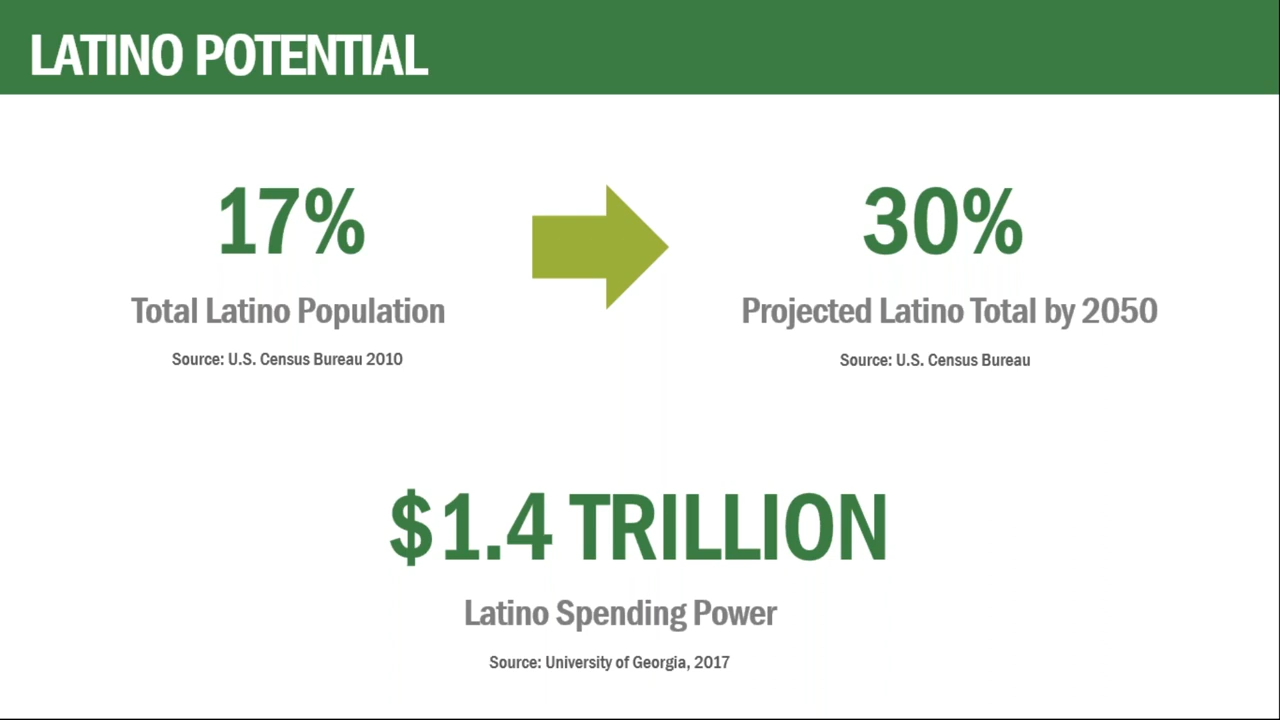 LATINO POTENTIAL
17%
Total Latino Population
Source: U.S. Census Bureau 2010
30%
Projected Latino Total by 2050
Source: U.S. Census Bureau
$1.4 TRILLION
Latino Spending Power
Source: University of Georgia, 2017